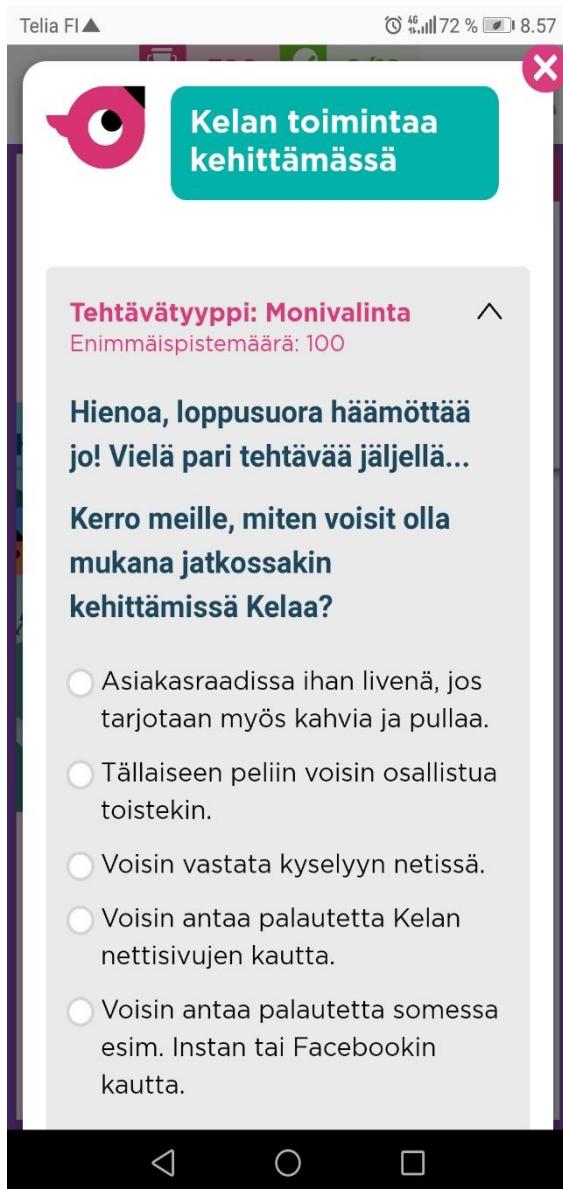 Telia FI
4G
72 %
8.57
Kelan toimintaa
kehittämässä
Tehtävätyyppi: Monivalinta
Enimmäispistemäärä: 100
Hienoa, loppusuora häämöttää
jo! Vielä pari tehtävää jäljellä...
Kerro meille, miten voisit olla
mukana jatkossakin
kehittämissä Kelaa?
Asiakasraadissa ihan livenä, jos
tarjotaan myös kahvia ja pullaa.
Tällaiseen peliin voisin osallistua
toistekin.
Voisin vastata kyselyyn netissä.
Voisin antaa palautetta Kelan
nettisivujen kautta.
Voisin antaa palautetta somessa
esim. Instan tai Facebookin
kautta.